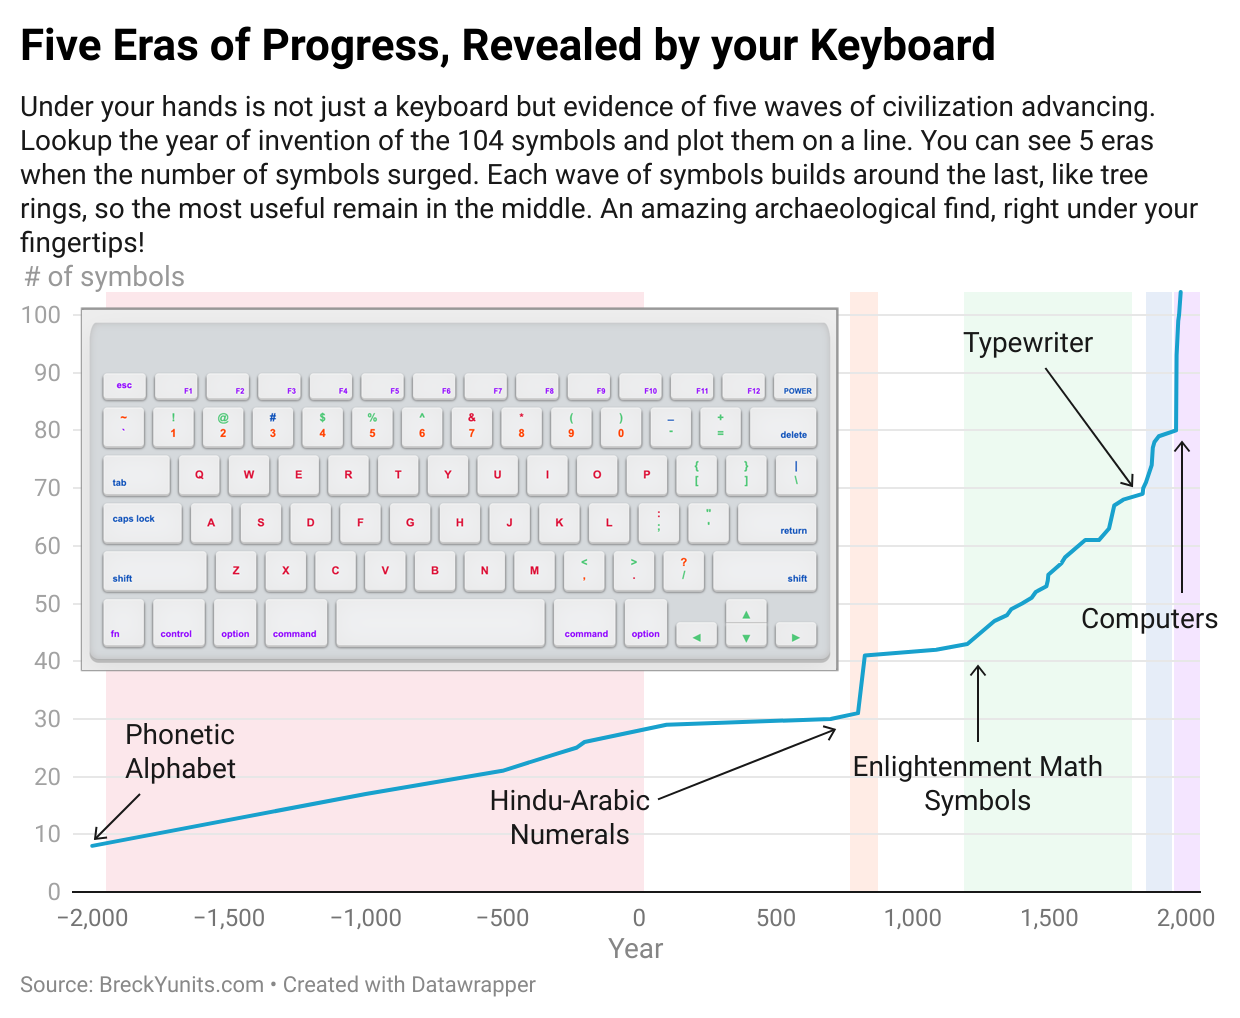 Five Eras of Progress, Revealed by your Keyboard
Under your hands is not just a keyboard but evidence of five waves of civilization advancing.
Lookup the year of invention of the 104 symbols and plot them on a line. You can see 5 eras
when the number of symbols surged. Each wave of symbols builds around the last, like tree
rings, so the most useful remain in the middle. An amazing archaeological find, right under your
fingertips!
# of symbols
100
90
80
70
60
50
40
30
20
10
0
esc F1 F2 F3 F4 F5 F6 F7 F8 F9 F10 F11 F12 POWER
~ ! @ # $ % ^ & * ( ) _ +
` 1 2 3 4 5 6 7 8 9 0 - = delete
{ } |
tab Q W E R T Y U I O P [ ] \
: "
caps lock A S D F G H J K L ; ' return
< > ?
shift Z X C V B N M , . / shift
▲
fn control option command command option ◀ ▼ ▶
Typewriter
Computers
Phonetic
Alphabet
Hindu-Arabic
Numerals
Enlightenment Math
Symbols
−2,000 −1,500 −1,000 −500 0 500 1,000 1,500 2,000
Year
Source: BreckYunits.com • Created with Datawrapper